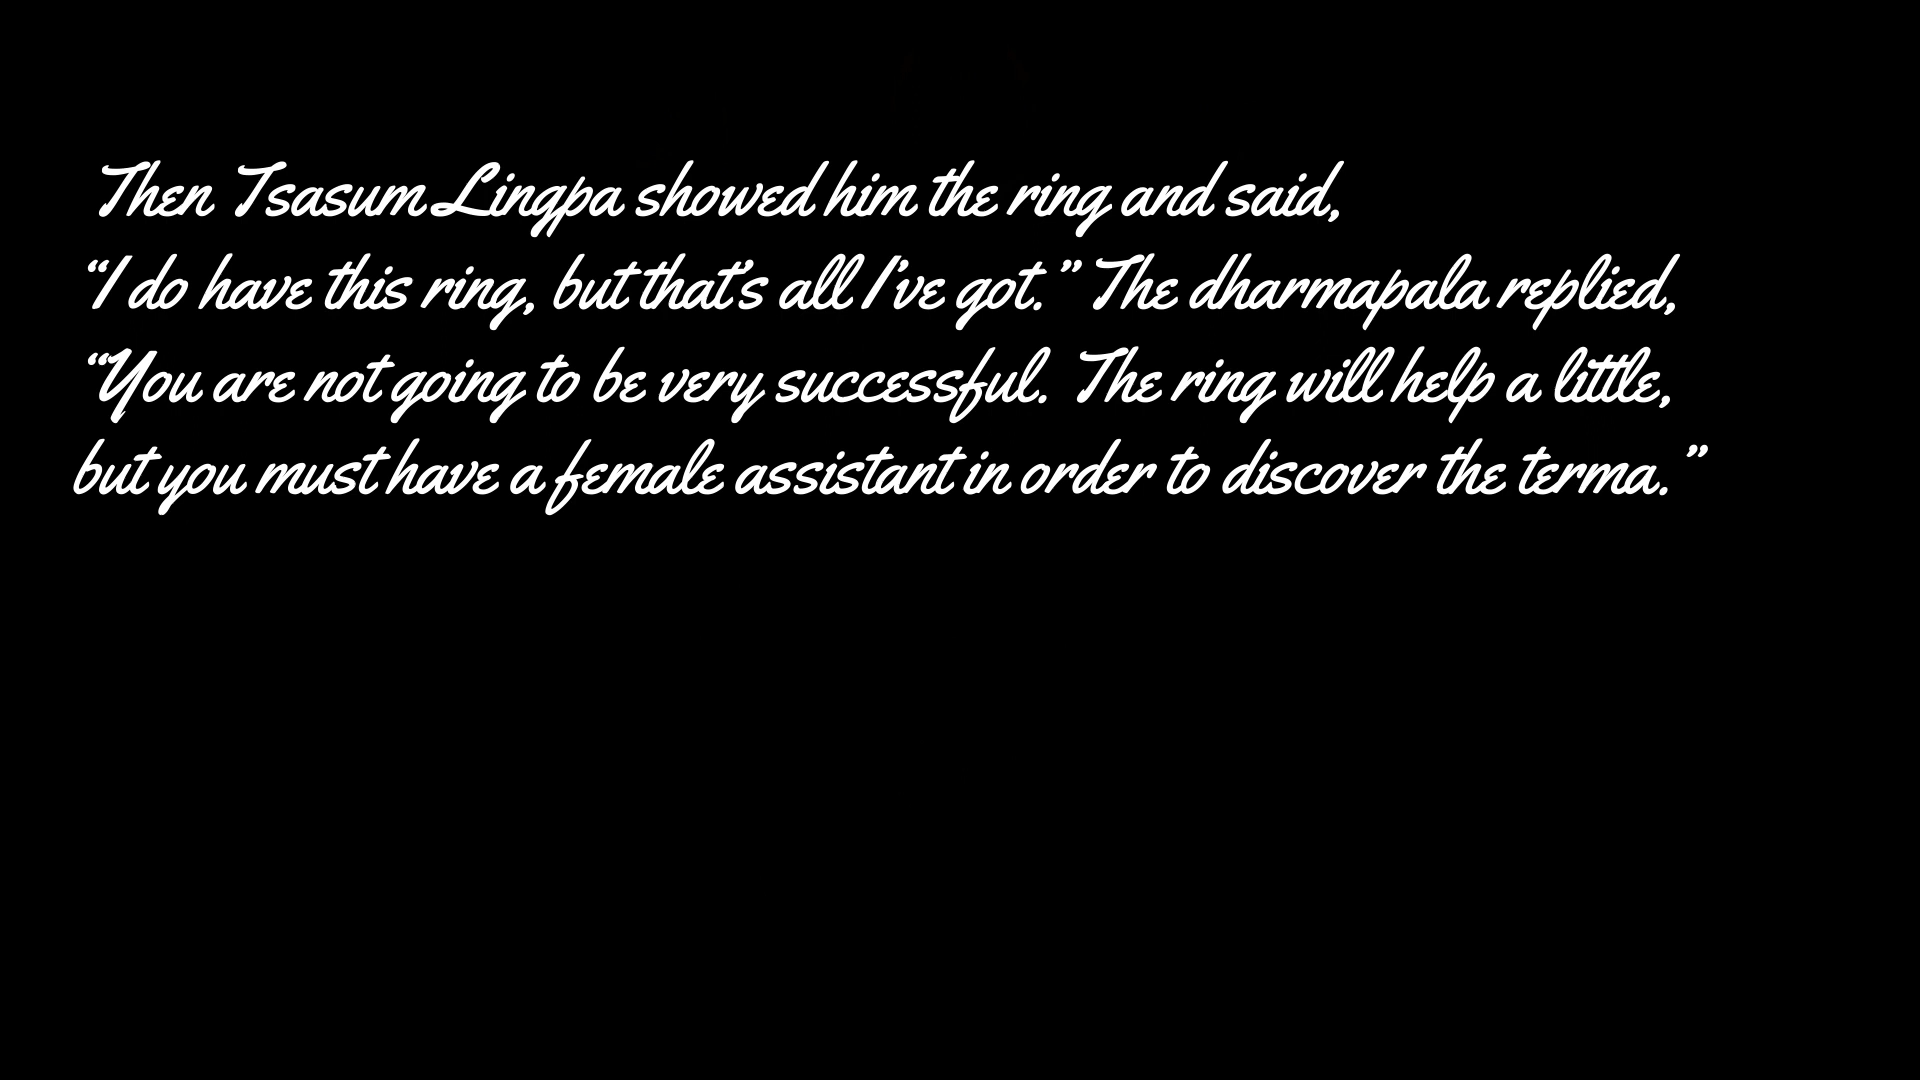 Then Tsasum Lingpa showed him the ring and said,
“I do have this ring, but that’s all I’ve got.” The dharmapala replied,
“You are not going to be very successful. The ring will help a little,
but you must have a female assistant in order to discover the terma.”